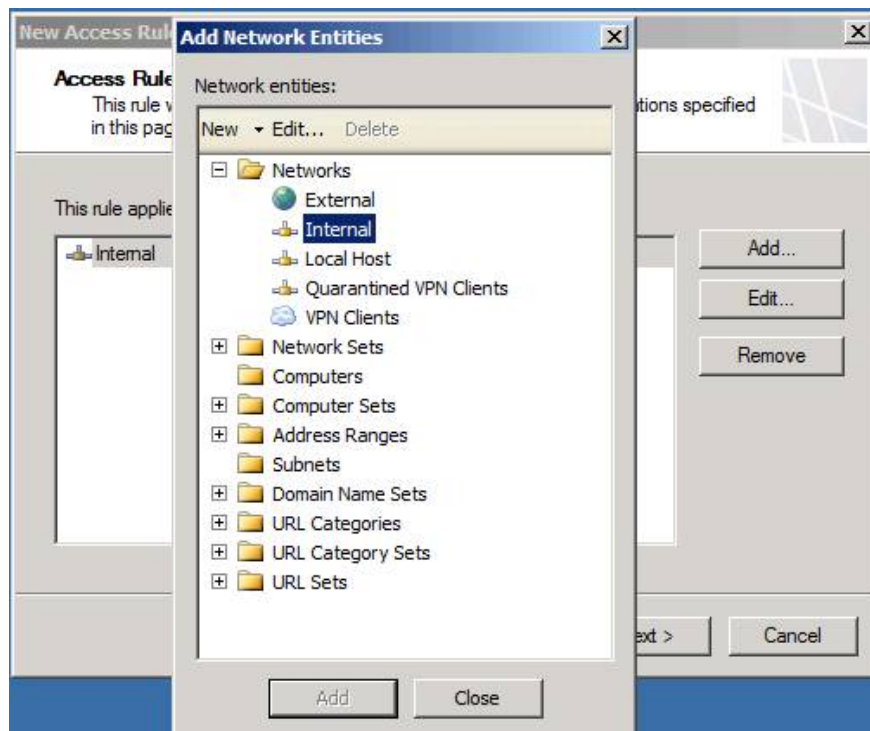 New Access Rul
Add Network Entities
Access Rule
This rule
in this pag
tions specified
Network entities:
New Edit... Delete
Networks
External
Internal
Local Host
Quarantined VPN Clients
VPN Clients
Network Sets
Computers
Computer Sets
Address Ranges
Subnets
Domain Name Sets
URL Categories
URL Category Sets
URL Sets
Add
Close
This rule applie
Internal
Add...
Edit...
Remove
ext >
Cancel